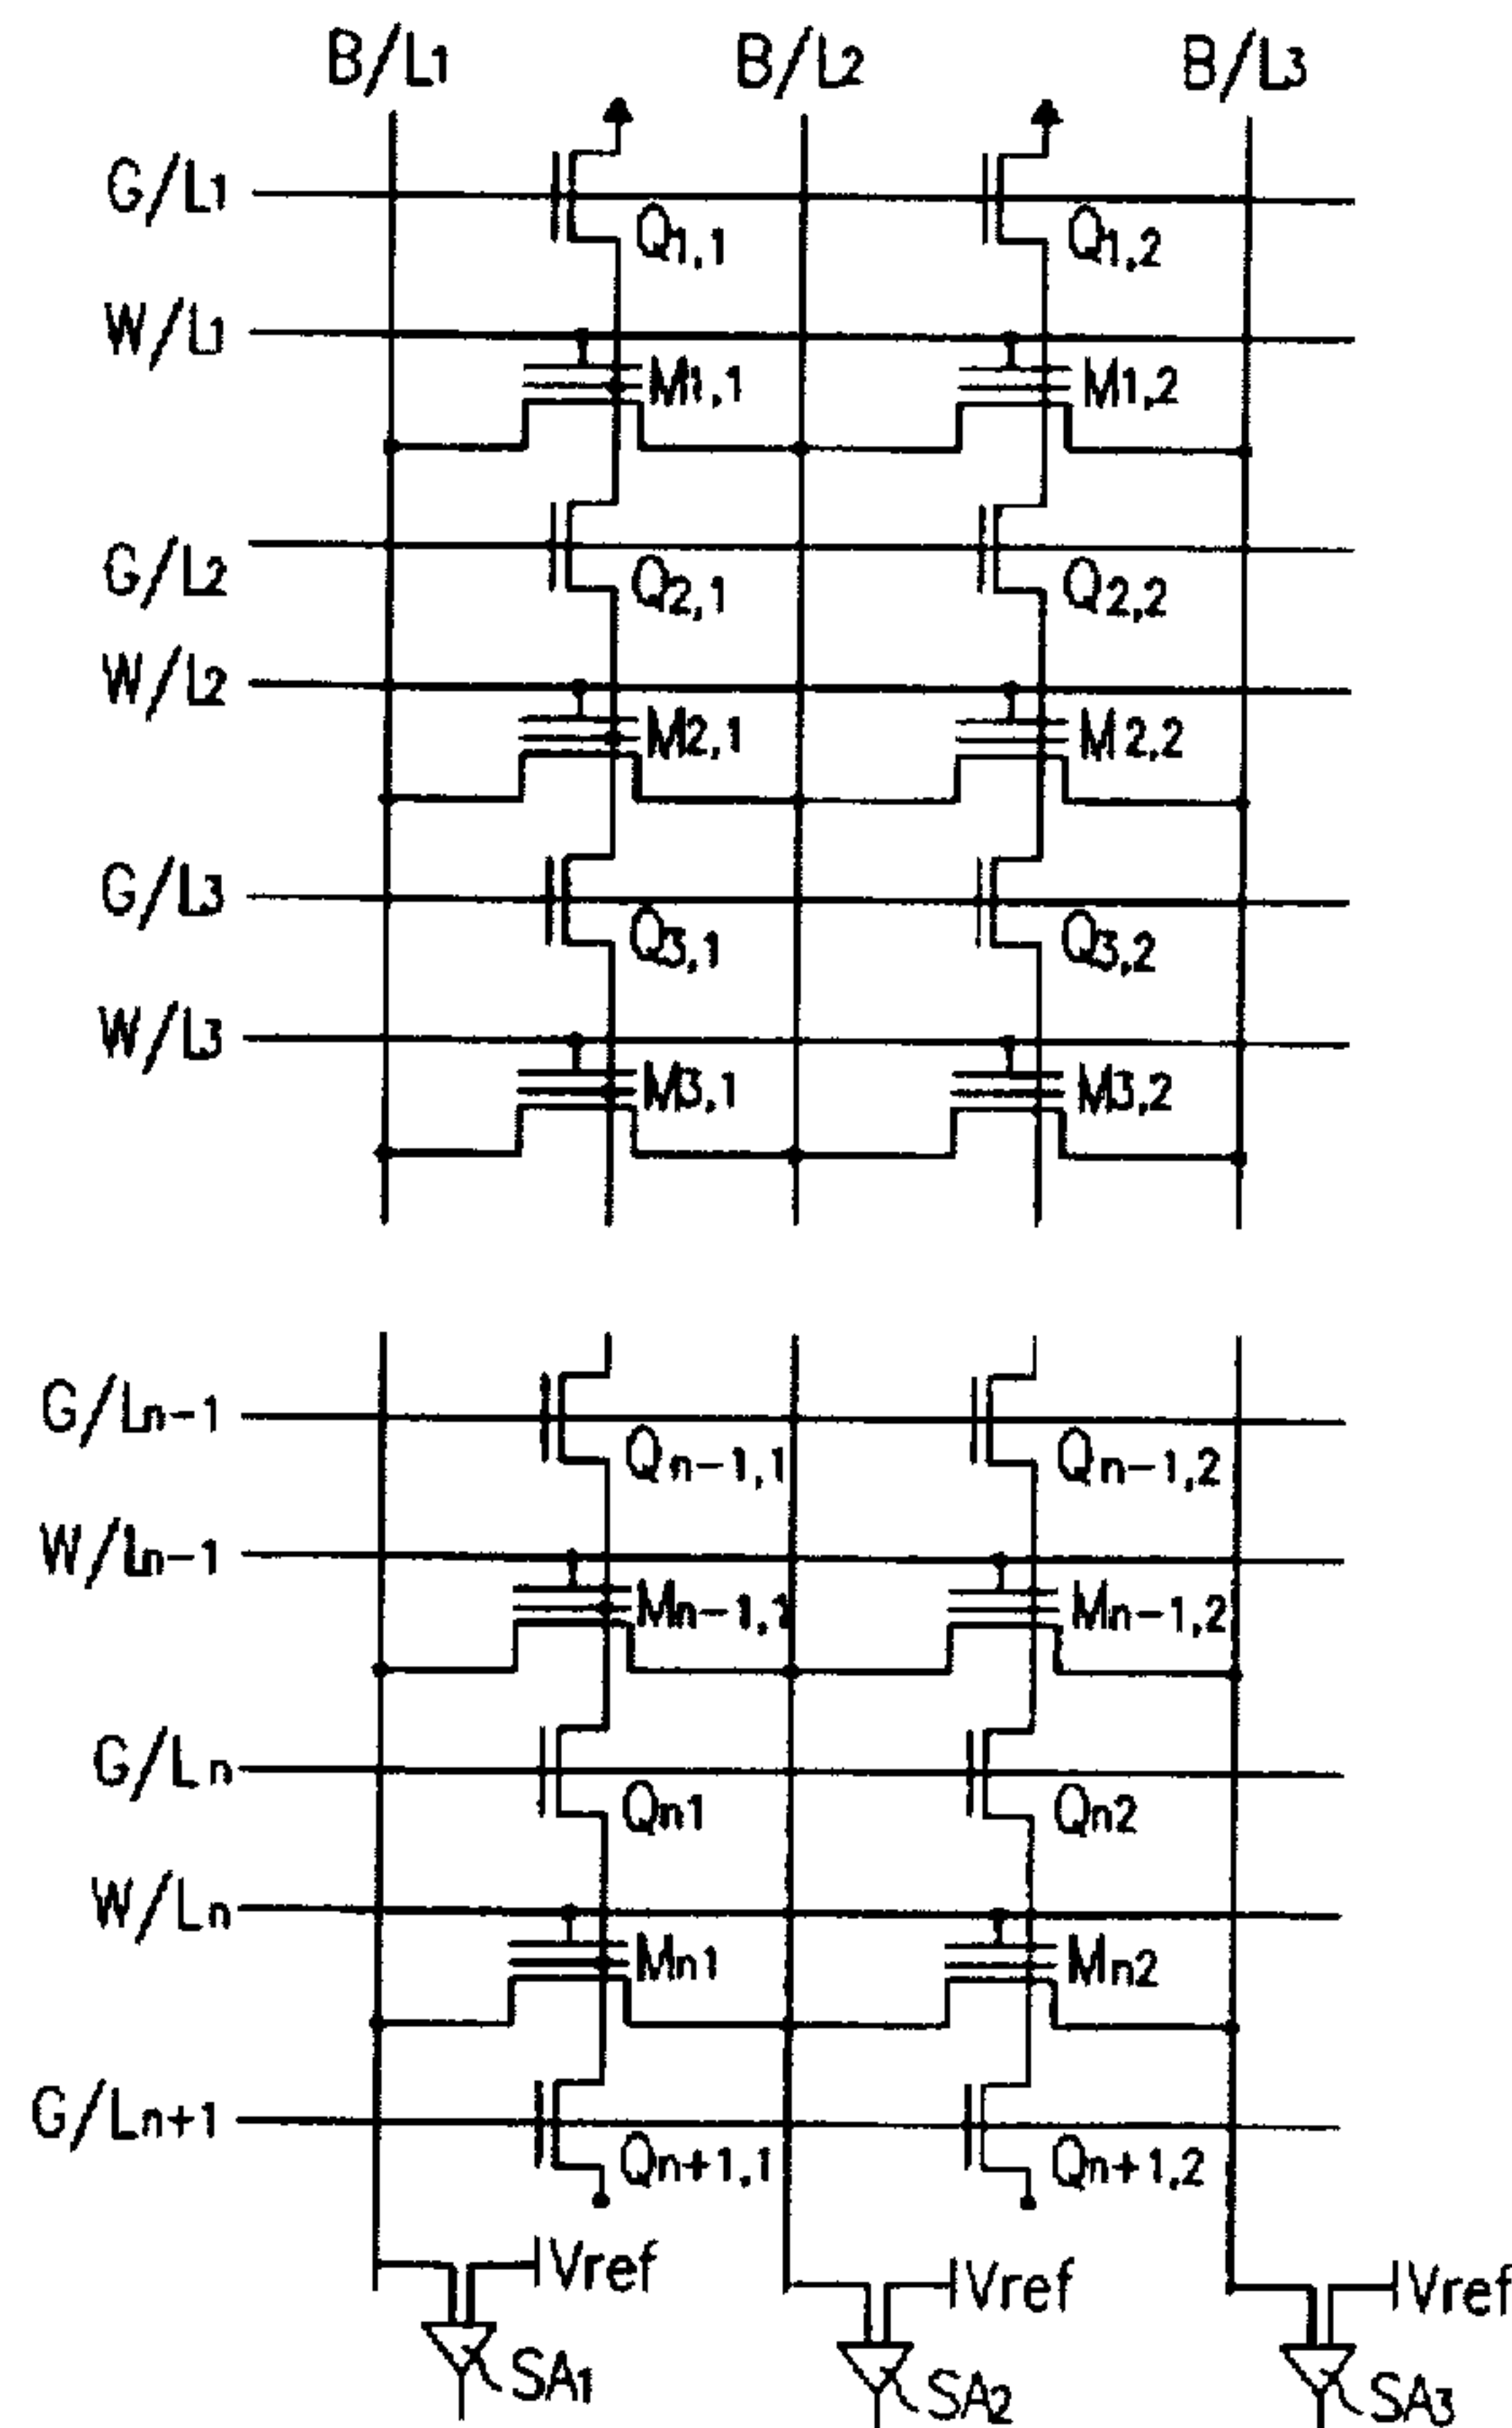 B/L1 B/L2 B/L3
G/L1
Q1,1 Q1,2
W/L1
M1,1 M1,2
G/L2
Q2,1 Q2,2
W/L2
M2,1 M2,2
G/L3
Q3,1 Q3,2
W/L3
M3,1 M3,2
G/Ln-1
Qn-1,1 Qn-1,2
W/Ln-1
Mn-1,1 Mn-1,2
G/Ln
Qn1 Qn2
W/Ln
Mn1 Mn2
G/Ln+1
Qn+1,1 Qn+1,2
Vref Vref Vref
SA1 SA2 SA3